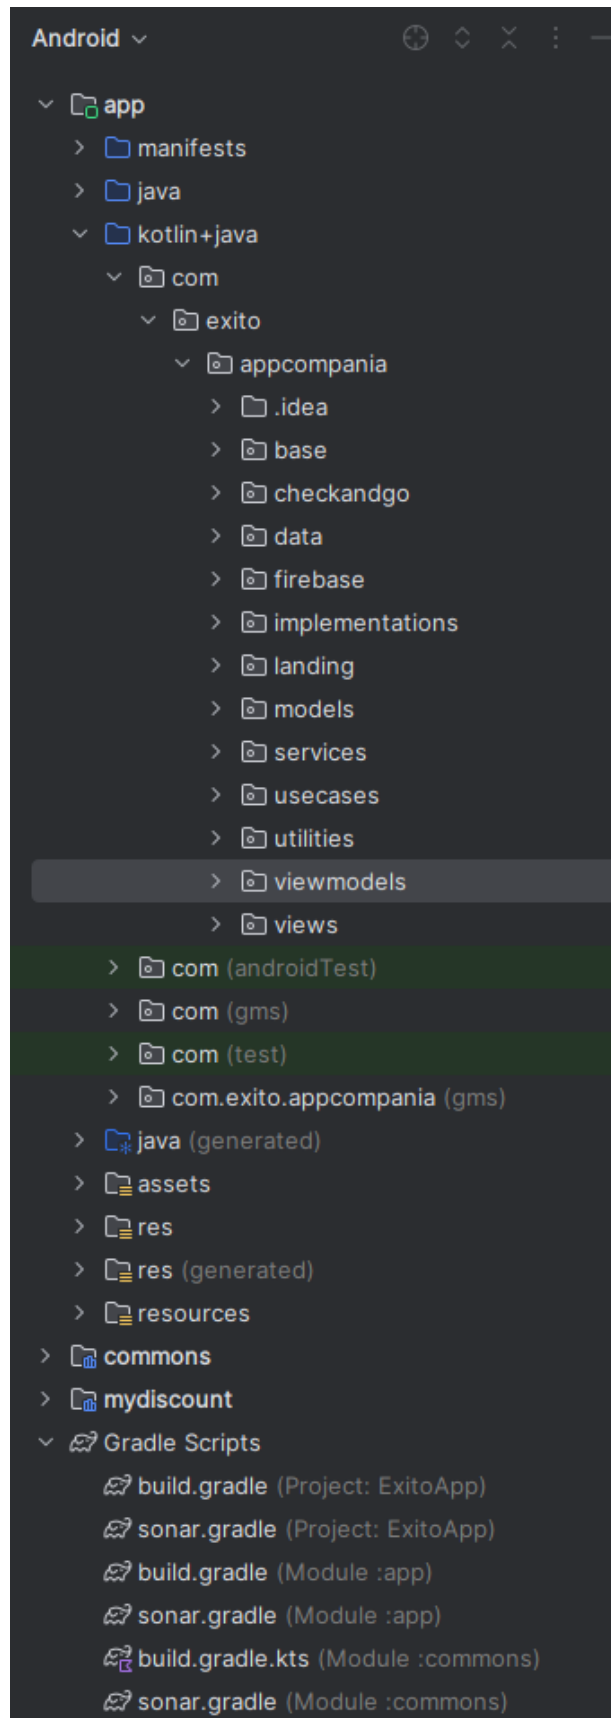 Android
app
manifests
java
kotlin+java
com
exito
appcompania
.idea
base
checkandgo
data
firebase
implementations
landing
models
services
usecases
utilities
viewmodels
views
com (androidTest)
com (gms)
com (test)
com.exito.appcompania (gms)
java (generated)
assets
res
res (generated)
resources
commons
mydiscount
Gradle Scripts
build.gradle (Project: ExitoApp)
sonar.gradle (Project: ExitoApp)
build.gradle (Module :app)
sonar.gradle (Module :app)
build.gradle.kts (Module :commons)
sonar.gradle (Module :commons)